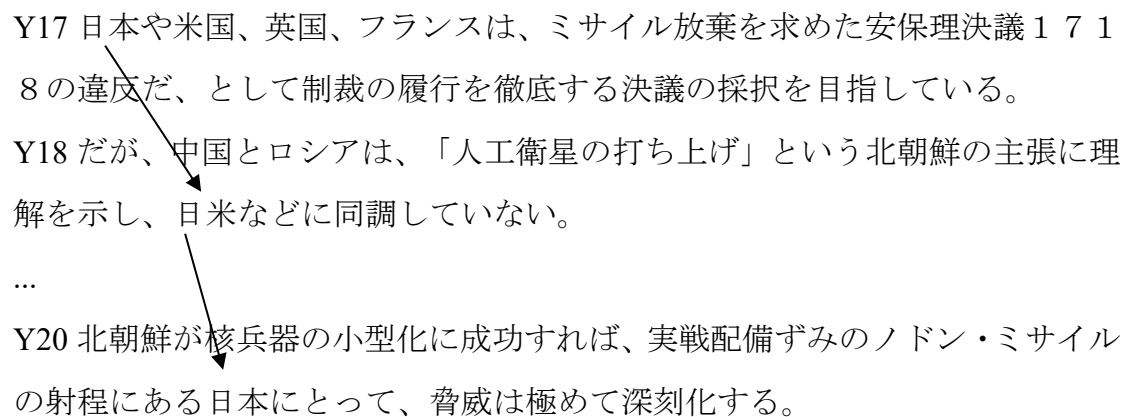 Y17 日本や米国、英国、フランスは、ミサイル放棄を求めた安保理決議１７１
８の違反だ、として制裁の履行を徹底する決議の採択を目指している。
Y18 だが、中国とロシアは、「人工衛星の打ち上げ」という北朝鮮の主張に理
解を示し、日米などに同調していない。
...
Y20 北朝鮮が核兵器の小型化に成功すれば、実戦配備ずみのノドン・ミサイル
の射程にある日本にとって、脅威は極めて深刻化する。